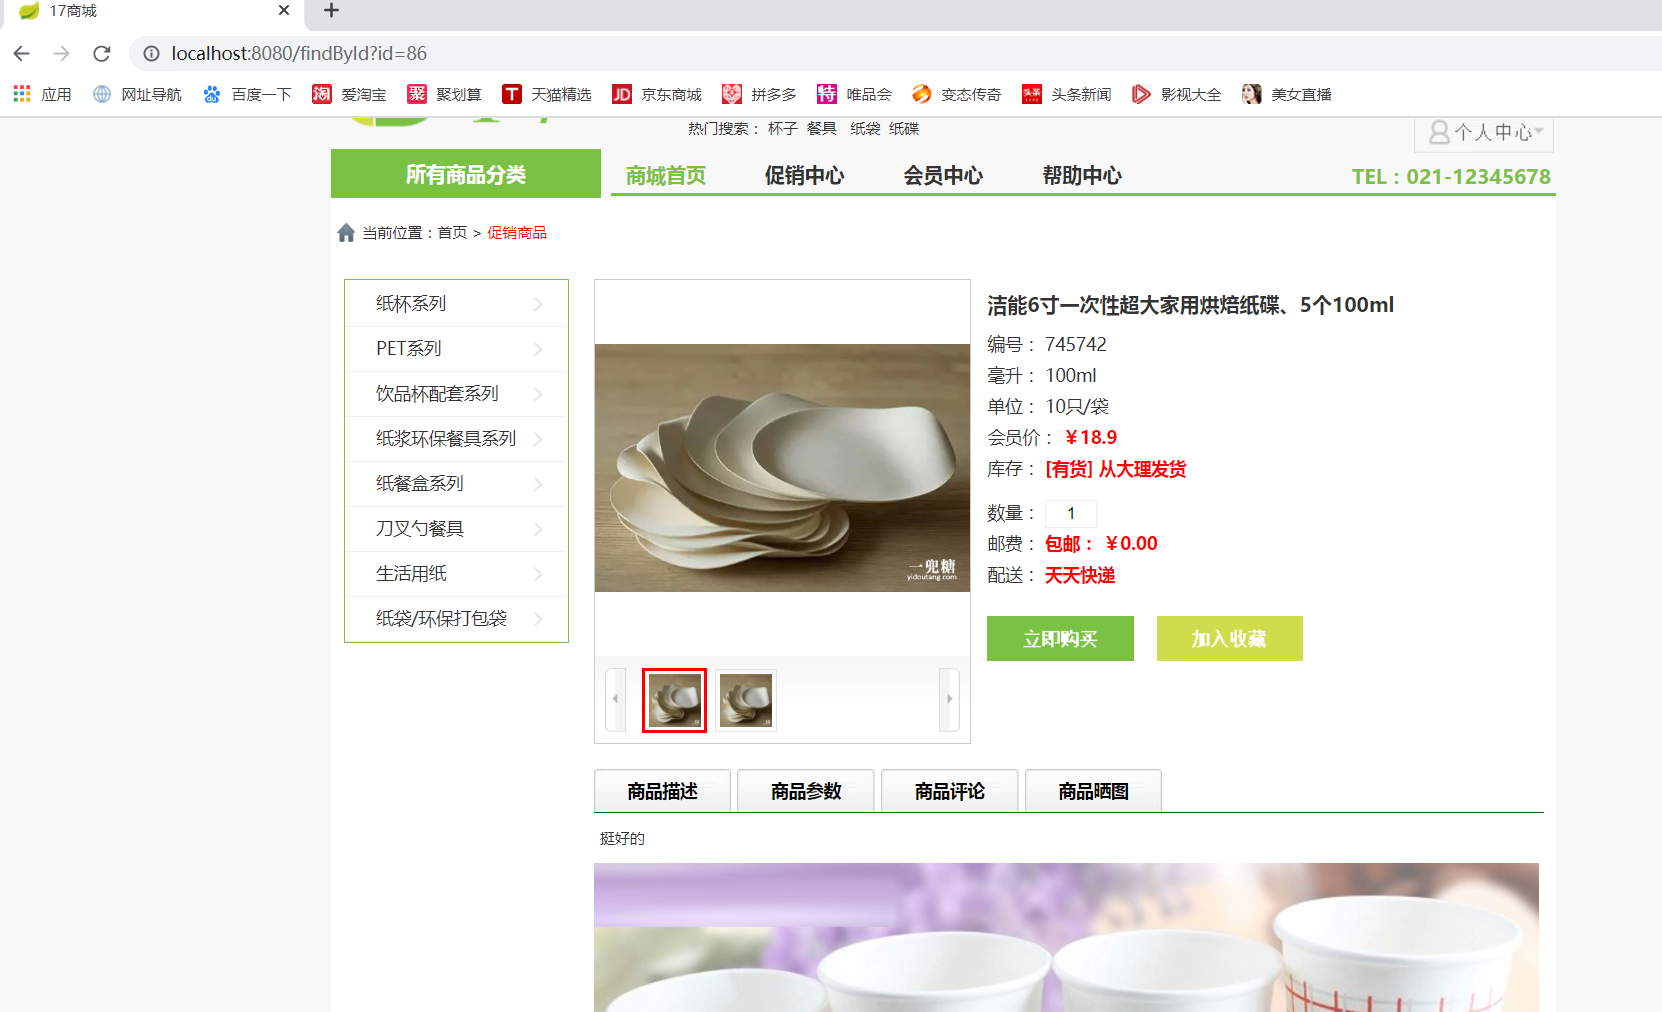 17商城
localhost:8080/findById?id=86
应用 网址导航 百度一下 爱淘宝 聚划算 天猫精选 京东商城 拼多多 唯品会 变态传奇 头条新闻 影视大全 美女直播
热门搜索： 杯子 餐具 纸袋 纸碟
个人中心
所有商品分类 商城首页 促销中心 会员中心 帮助中心 TEL：021-12345678
当前位置：首页 > 促销商品
纸杯系列
PET系列
饮品杯配套系列
纸浆环保餐具系列
纸餐盒系列
刀叉勺餐具
生活用纸
纸袋/环保打包袋
一兜糖
yidoutang.com
洁能6寸一次性超大家用烘焙纸碟、5个100ml
编号： 745742
毫升： 100ml
单位： 10只/袋
会员价： ￥18.9
库存： [有货] 从大理发货
数量： 1
邮费： 包邮： ￥0.00
配送： 天天快递
立即购买 加入收藏
商品描述 商品参数 商品评论 商品晒图
挺好的